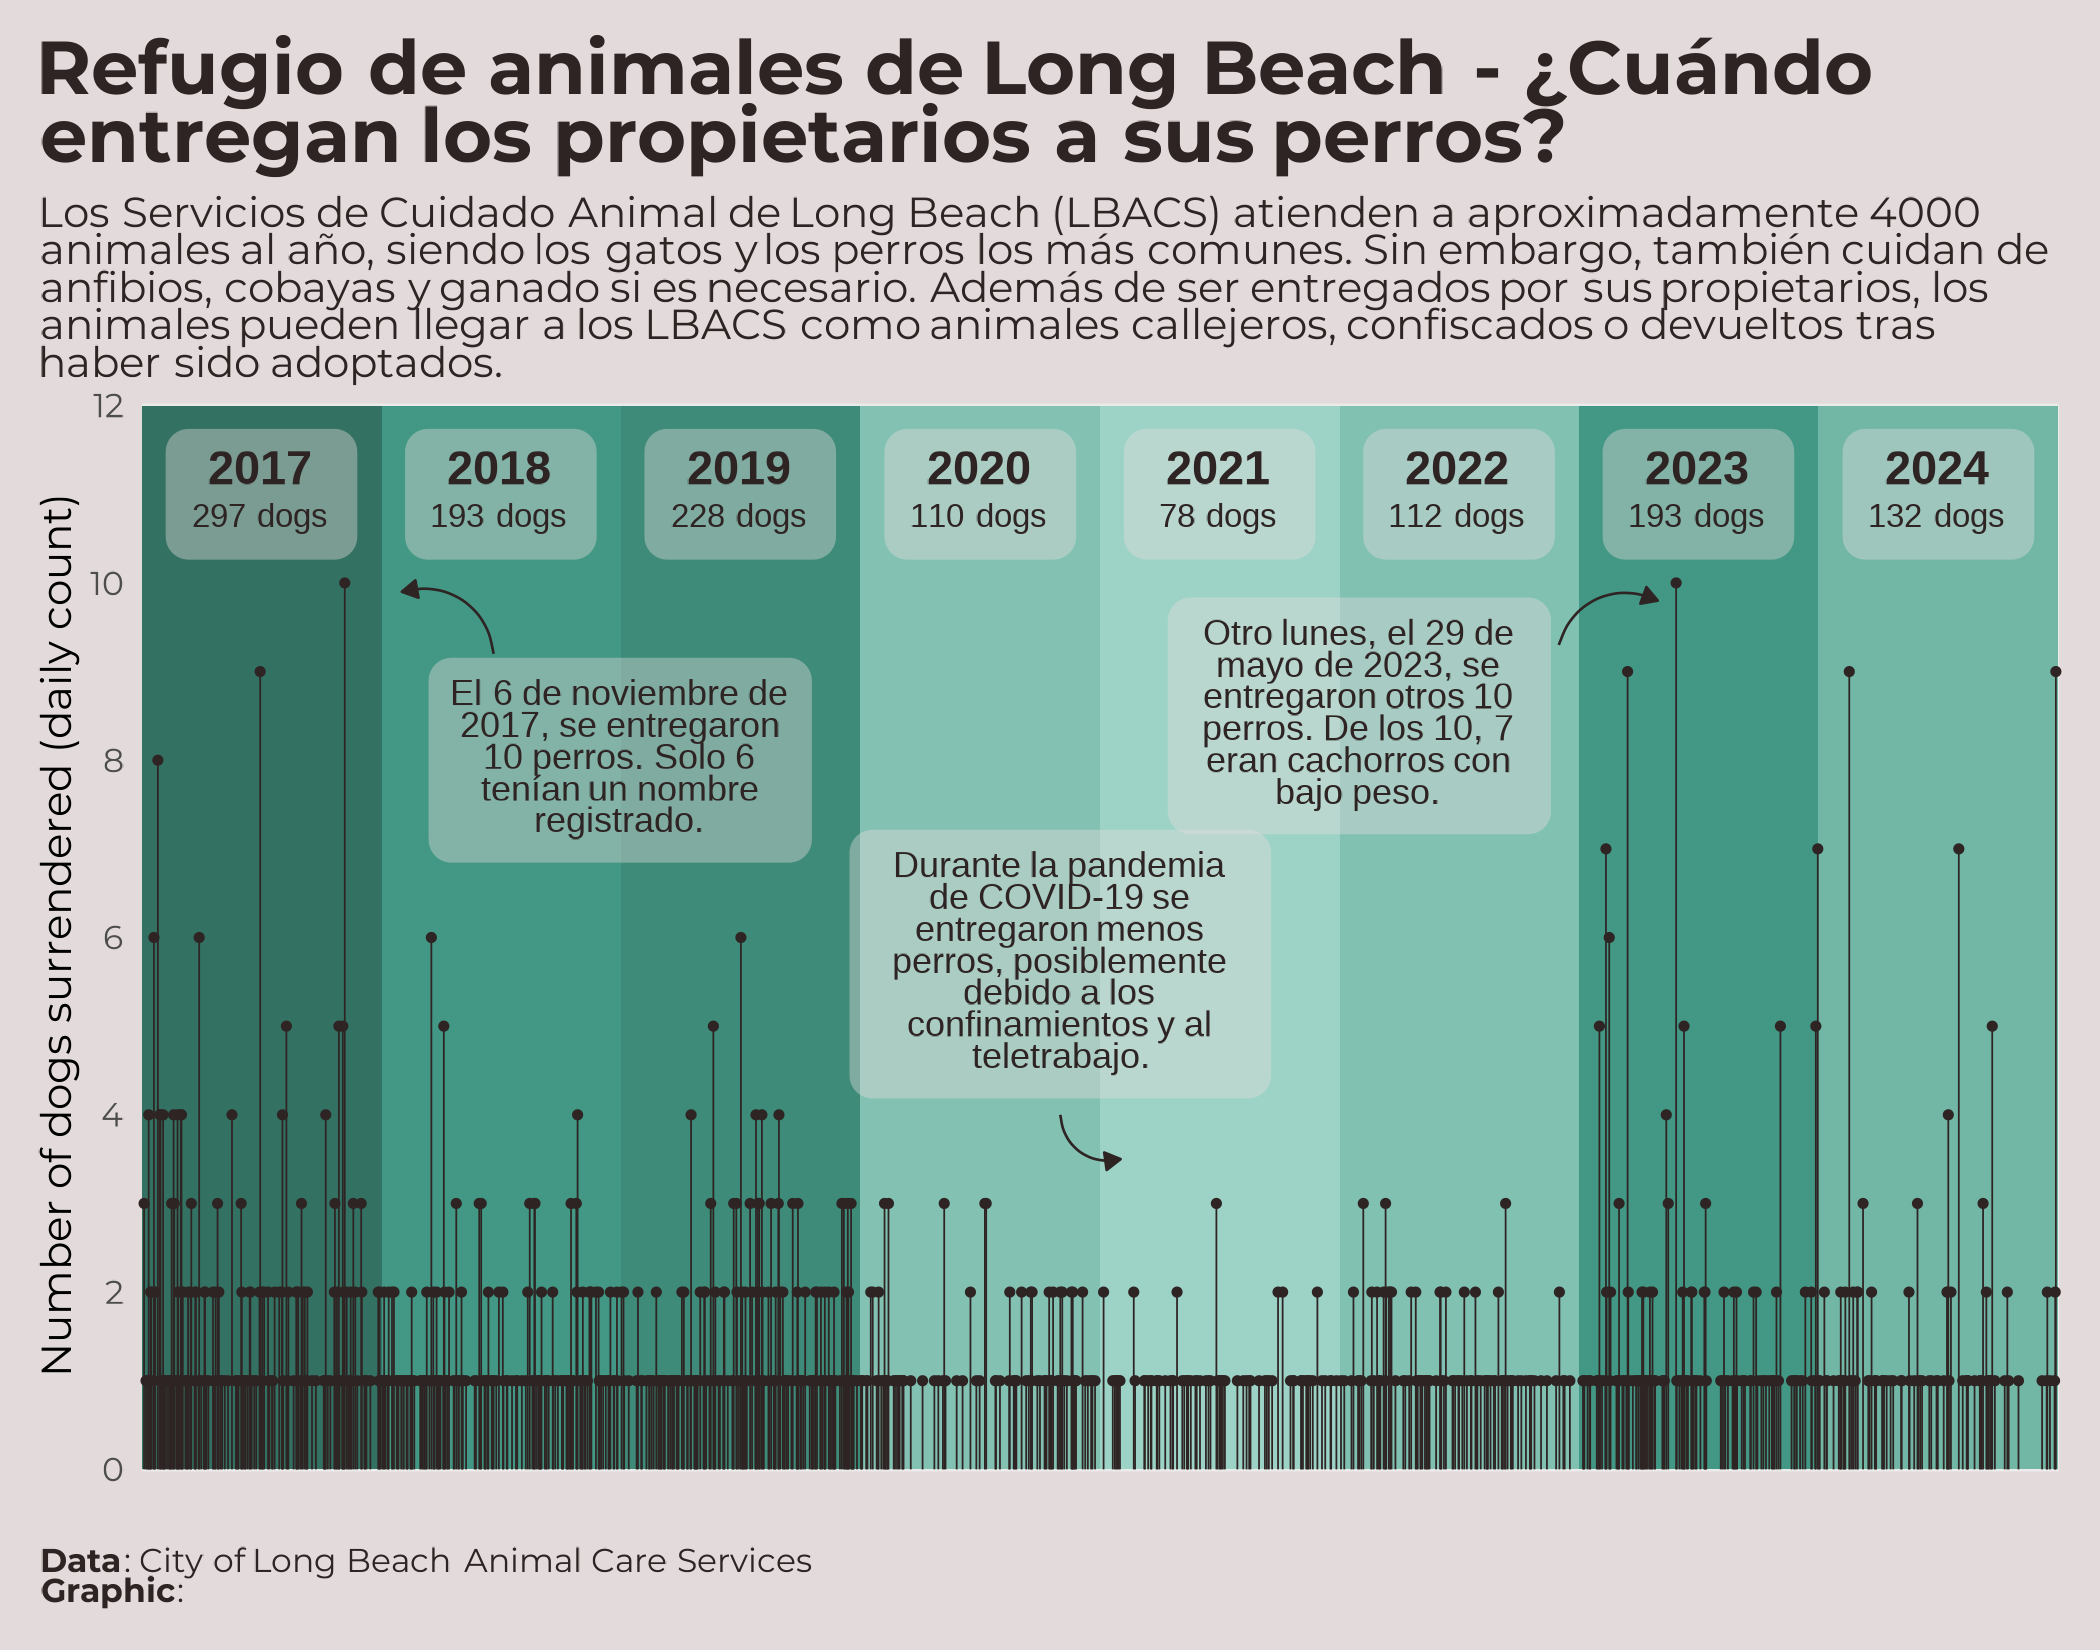 Refugio de animales de Long Beach - ¿Cuándo
entregan los propietarios a sus perros?
Los Servicios de Cuidado Animal de Long Beach (LBACS) atienden a aproximadamente 4000
animales al año, siendo los gatos y los perros los más comunes. Sin embargo, también cuidan de
anfibios, cobayas y ganado si es necesario. Además de ser entregados por sus propietarios, los
animales pueden llegar a los LBACS como animales callejeros, confiscados o devueltos tras
haber sido adoptados.
Number of dogs surrendered (daily count)
12
10
8
6
4
2
0
2017
297 dogs
2018
193 dogs
2019
228 dogs
2020
110 dogs
2021
78 dogs
2022
112 dogs
2023
193 dogs
2024
132 dogs
El 6 de noviembre de
2017, se entregaron
10 perros. Solo 6
tenían un nombre
registrado.
Otro lunes, el 29 de
mayo de 2023, se
entregaron otros 10
perros. De los 10, 7
eran cachorros con
bajo peso.
Durante la pandemia
de COVID-19 se
entregaron menos
perros, posiblemente
debido a los
confinamientos y al
teletrabajo.
Data: City of Long Beach Animal Care Services
Graphic: